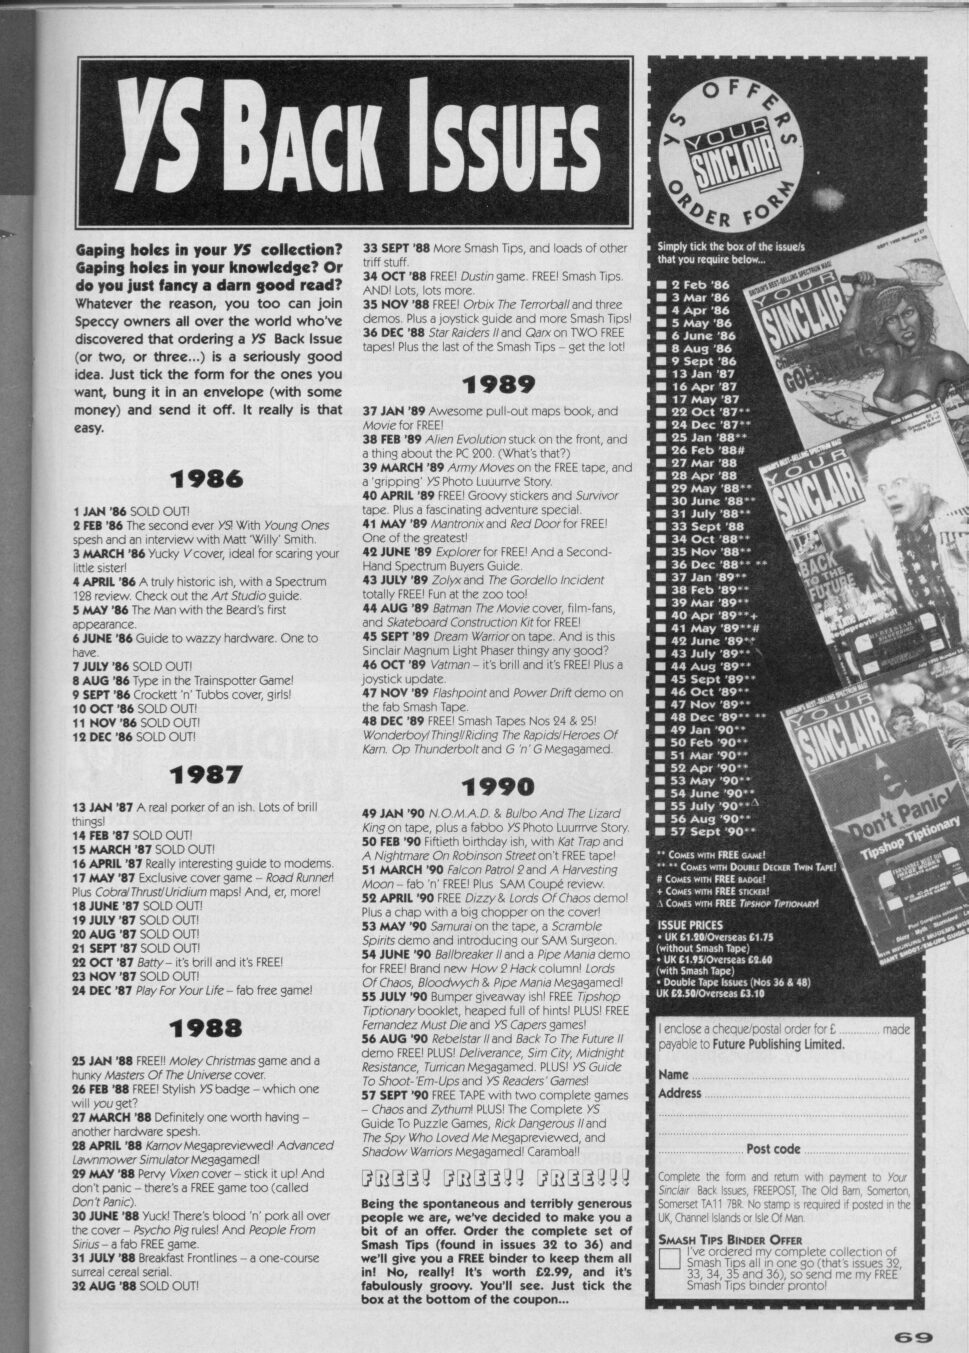 YS BACK ISSUES
Gaping holes in your YS collection?
Gaping holes in your knowledge? Or
do you just fancy a darn good read?
Whatever the reason, you too can join
Speccy owners all over the world who've
discovered that ordering a YS Back Issue
(or two, or three...) is a seriously good
idea. Just tick the form for the ones you
want, bung it in an envelope (with some
money) and send it off. It really is that
easy.
1986
1 JAN '86 SOLD OUT!
2 FEB '86 The second ever YS! With Young Ones
spesh and an interview with Matt 'Willy' Smith.
3 MARCH '86 Yucky V cover, ideal for scaring your
little sister!
4 APRIL '86 A truly historic ish, with a Spectrum
128 review. Check out the Art Studio guide.
5 MAY '86 The Man with the Beard's first
appearance.
6 JUNE '86 Guide to wazzy hardware. One to
have.
7 JULY '86 SOLD OUT!
8 AUG '86 Type in the Trainspotter Game!
9 SEPT '86 Crockett 'n' Tubbs cover, girls!
10 OCT '86 SOLD OUT!
11 NOV '86 SOLD OUT!
12 DEC '86 SOLD OUT!
1987
13 JAN '87 A real porker of an ish. Lots of brill
things!
14 FEB '87 SOLD OUT!
15 MARCH '87 SOLD OUT!
16 APRIL '87 Really interesting guide to modems.
17 MAY '87 Exclusive cover game – Road Runner!
Plus Cobra/Thrust/Uridium maps! And, er, more!
18 JUNE '87 SOLD OUT!
19 JULY '87 SOLD OUT!
20 AUG '87 SOLD OUT!
21 SEPT '87 SOLD OUT!
22 OCT '87 Batty – it's brill and it's FREE!
23 NOV '87 SOLD OUT!
24 DEC '87 Play For Your Life – fab free game!
1988
25 JAN '88 FREE!! Moley Christmas game and a
hunky Masters Of The Universe cover.
26 FEB '88 FREE! Stylish YS badge – which one
will you get?
27 MARCH '88 Definitely one worth having –
another hardware spesh.
28 APRIL '88 Karnov Megapreviewed! Advanced
Lawnmower Simulator Megagamed!
29 MAY '88 Pervy Vixen cover – stick it up! And
don't panic – there's a FREE game too (called
Don't Panic).
30 JUNE '88 Yuck! There's blood 'n' pork all over
the cover – Psycho Pig rules! And People From
Sirius – a fab FREE game.
31 JULY '88 Breakfast Frontlines – a one-course
surreal cereal serial.
32 AUG '88 SOLD OUT!
33 SEPT '88 More Smash Tips, and loads of other
triff stuff.
34 OCT '88 FREE! Dustin game. FREE! Smash Tips.
AND! Lots, lots more.
35 NOV '88 FREE! Orbix The Terrorball and three
demos. Plus a joystick guide and more Smash Tips!
36 DEC '88 Star Raiders II and Qarx on TWO FREE
tapes! Plus the last of the Smash Tips – get the lot!
1989
37 JAN '89 Awesome pull-out maps book, and
Movie for FREE!
38 FEB '89 Alien Evolution stuck on the front, and
a thing about the PC 200. (What's that?)
39 MARCH '89 Army Moves on the FREE tape, and
a 'gripping' YS Photo Luuurrve Story.
40 APRIL '89 FREE! Groovy stickers and Survivor
tape. Plus a fascinating adventure special.
41 MAY '89 Mantronix and Red Door for FREE!
One of the greatest!
42 JUNE '89 Explorer for FREE! And a Second-
Hand Spectrum Buyers Guide.
43 JULY '89 Zolyx and The Gordello Incident
totally FREE! Fun at the zoo too!
44 AUG '89 Batman The Movie cover, film-fans,
and Skateboard Construction Kit for FREE!
45 SEPT '89 Dream Warrior on tape. And is this
Sinclair Magnum Light Phaser thingy any good?
46 OCT '89 Vatman – it's brill and it's FREE! Plus a
joystick update.
47 NOV '89 Flashpoint and Power Drift demo on
the fab Smash Tape.
48 DEC '89 FREE! Smash Tapes Nos 24 & 25!
Wonderboy/Thing!/Riding The Rapids/Heroes Of
Karn. Op Thunderbolt and G 'n' G Megagamed.
1990
49 JAN '90 N.O.M.A.D. & Bulbo And The Lizard
King on tape, plus a fabbo YS Photo Luurrrve Story.
50 FEB '90 Fiftieth birthday ish, with Kat Trap and
A Nightmare On Robinson Street on't FREE tape!
51 MARCH '90 Falcon Patrol 2 and A Harvesting
Moon – fab 'n' FREE! Plus SAM Coupé review.
52 APRIL '90 FREE Dizzy & Lords Of Chaos demo!
Plus a chap with a big chopper on the cover!
53 MAY '90 Samurai on the tape, a Scramble
Spirits demo and introducing our SAM Surgeon.
54 JUNE '90 Ballbreaker II and a Pipe Mania demo
for FREE! Brand new How 2 Hack column! Lords
Of Chaos, Bloodwych & Pipe Mania Megagamed!
55 JULY '90 Bumper giveaway ish! FREE Tipshop
Tiptionary booklet, heaped full of hints! PLUS! FREE
Fernandez Must Die and YS Capers games!
56 AUG '90 Rebelstar II and Back To The Future II
demo FREE! PLUS! Deliverance, Sim City, Midnight
Resistance, Turrican Megagamed. PLUS! YS Guide
To Shoot-'Em-Ups and YS Readers' Games!
57 SEPT '90 FREE TAPE with two complete games
– Chaos and Zythum! PLUS! The Complete YS
Guide To Puzzle Games, Rick Dangerous II and
The Spy Who Loved Me Megapreviewed, and
Shadow Warriors Megagamed! Caramba!!
FREE! FREE!! FREE!!!
Being the spontaneous and terribly generous
people we are, we've decided to make you a
bit of an offer. Order the complete set of
Smash Tips (found in issues 32 to 36) and
we'll give you a FREE binder to keep them all
in! No, really! It's worth £2.99, and it's
fabulously groovy. You'll see. Just tick the
box at the bottom of the coupon...
YS OFFERS
YOUR
SINCLAIR
ORDER FORM
Simply tick the box of the issue/s
that you require below...
2 Feb '86
3 Mar '86
4 Apr '86
5 May '86
6 June '86
8 Aug '86
9 Sept '86
13 Jan '87
16 Apr '87
17 May '87
22 Oct '87**
24 Dec '87**
25 Jan '88**
26 Feb '88#
27 Mar '88
28 Apr '88
29 May '88**
30 June '88**
31 July '88**
33 Sept '88
34 Oct '88**
35 Nov '88**
36 Dec '88** **
37 Jan '89**
38 Feb '89**
39 Mar '89**
40 Apr '89**+
41 May '89**#
42 June '89**
43 July '89**
44 Aug '89**
45 Sept '89**
46 Oct '89**
47 Nov '89**
48 Dec '89** **
49 Jan '90**
50 Feb '90**
51 Mar '90**
52 Apr '90**
53 May '90**
54 June '90**
55 July '90**Δ
56 Aug '90**
57 Sept '90**
** COMES WITH FREE GAME!
** ** COMES WITH DOUBLE DECKER TWIN TAPE!
# COMES WITH FREE BADGE!
+ COMES WITH FREE STICKER!
Δ COMES WITH FREE TIPSHOP TIPTIONARY!
ISSUE PRICES
• UK £1.20/Overseas £1.75
(without Smash Tape)
• UK £1.95/Overseas £2.60
(with Smash Tape)
• Double Tape Issues (Nos 36 & 48)
UK £2.50/Overseas £3.10
YOUR
SINCLAIR
YOUR
SINCLAIR
BACK
TO THE
FUTURE
YOUR
SINCLAIR
Don't Panic!
Tipshop Tiptionary
I enclose a cheque/postal order for £ ............. made
payable to Future Publishing Limited.
Name
Address
Post code
Complete the form and return with payment to Your
Sinclair Back Issues, FREEPOST, The Old Barn, Somerton,
Somerset TA11 7BR. No stamp is required if posted in the
UK, Channel Islands or Isle Of Man.
SMASH TIPS BINDER OFFER
I've ordered my complete collection of
Smash Tips all in one go (that's issues 32,
33, 34, 35 and 36), so send me my FREE
Smash Tips binder pronto!
69